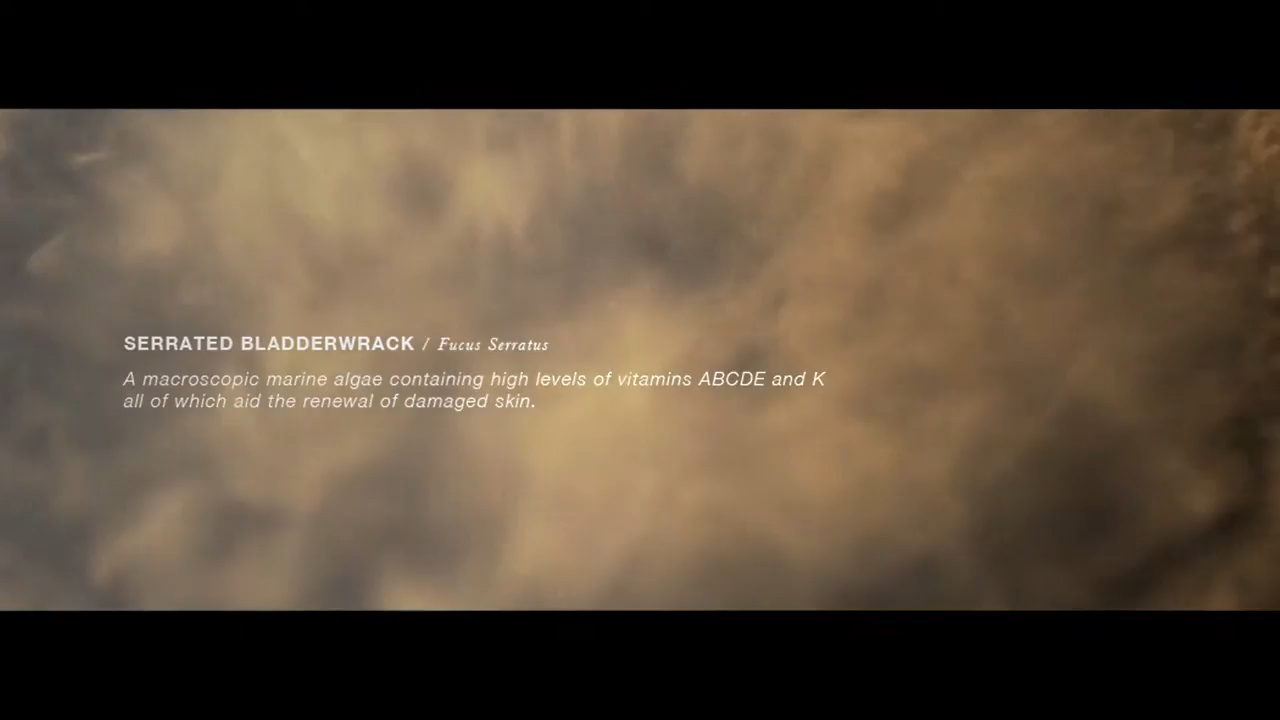 SERRATED BLADDERWRACK / Fucus Serratus
A macroscopic marine algae containing high levels of vitamins ABCDE and K
all of which aid the renewal of damaged skin.